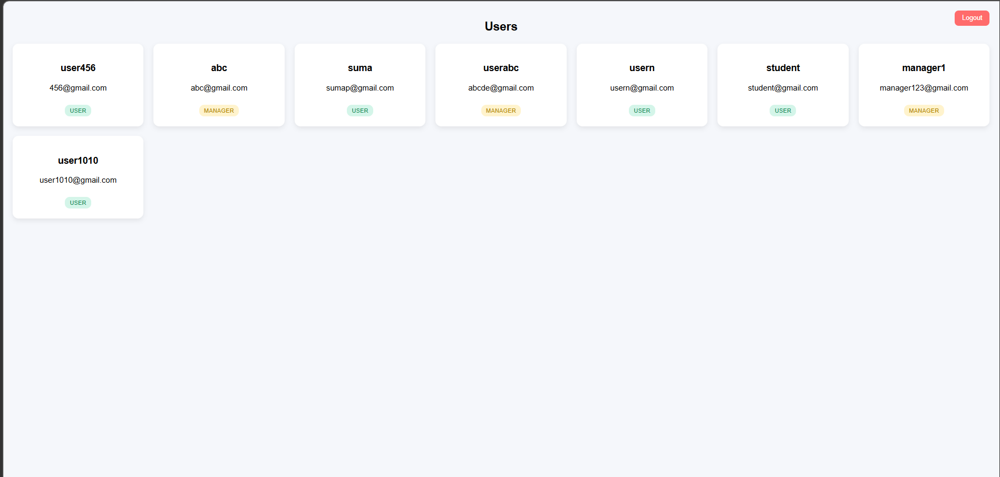 Logout
Users
user456
456@gmail.com
USER
abc
abc@gmail.com
MANAGER
suma
sumap@gmail.com
USER
userabc
abcde@gmail.com
MANAGER
usern
usern@gmail.com
USER
student
student@gmail.com
USER
manager1
manager123@gmail.com
MANAGER
user1010
user1010@gmail.com
USER